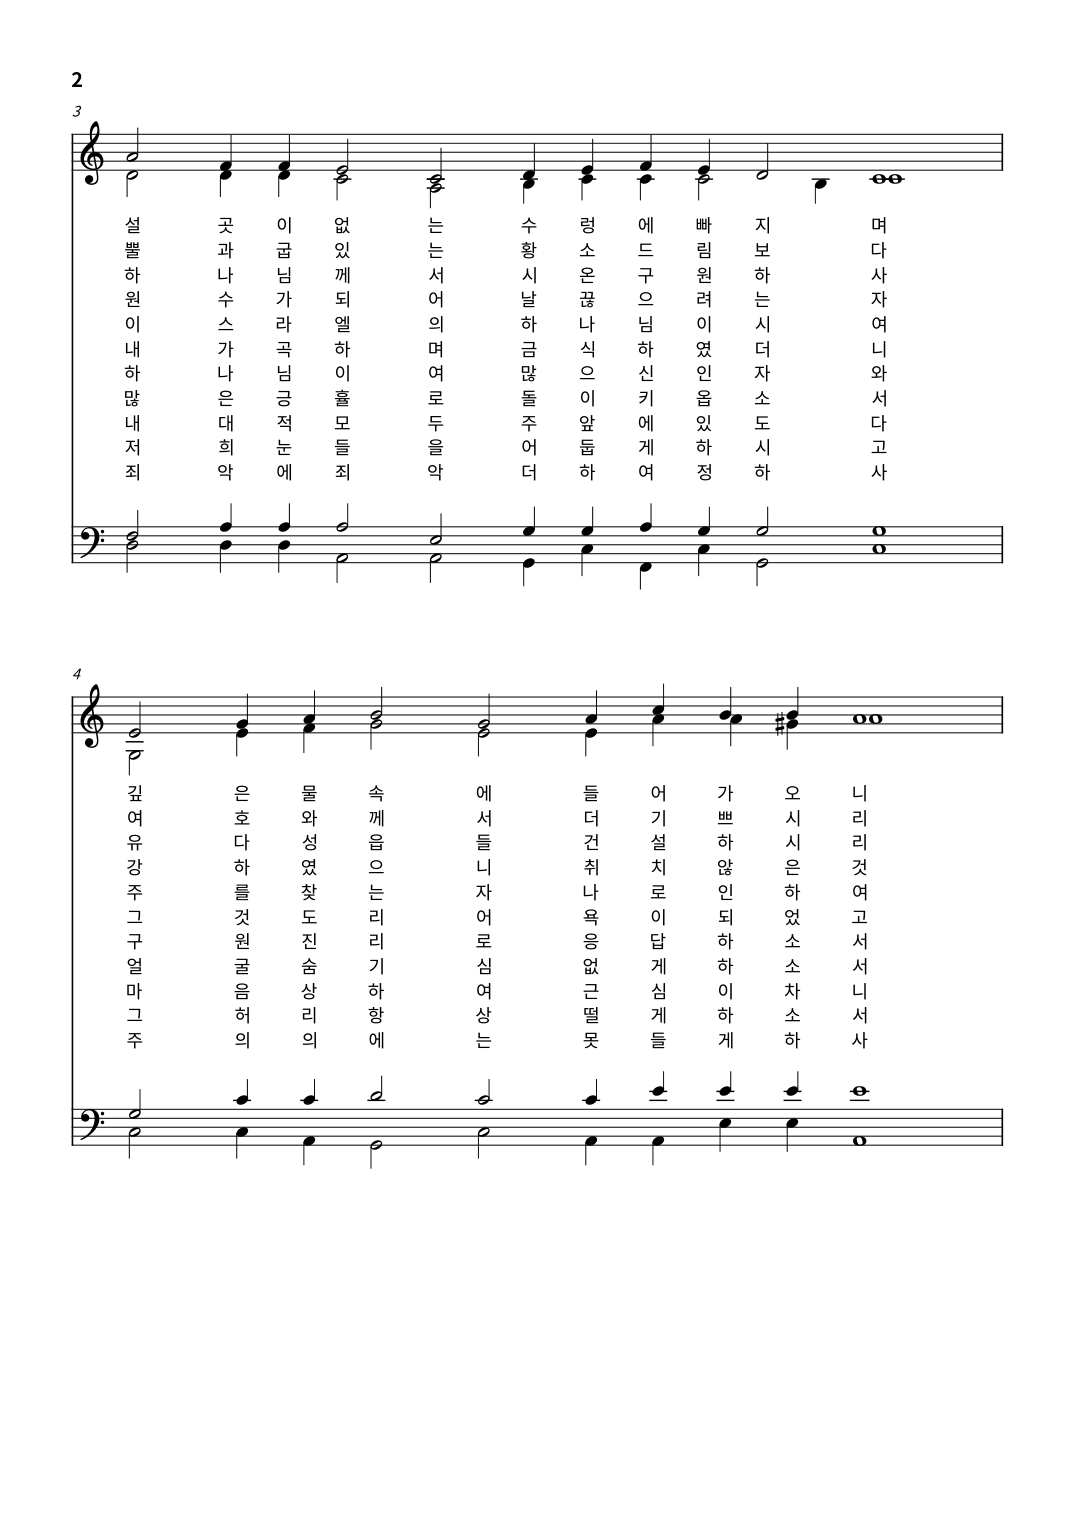 2
3
설 곳 이 없 는 수 렁 에 빠 지 며
뿔 과 굽 있 는 황 소 드 림 보 다
하 나 님 께 서 시 온 구 원 하 사
원 수 가 되 어 날 끊 으 려 는 자
이 스 라 엘 의 하 나 님 이 시 여
내 가 곡 하 며 금 식 하 였 더 니
하 나 님 이 여 많 으 신 인 자 와
많 은 긍 휼 로 돌 이 키 옵 소 서
내 대 적 모 두 주 앞 에 있 도 다
저 희 눈 들 을 어 둡 게 하 시 고
죄 악 에 죄 악 더 하 여 정 하 사
4
깊 은 물 속 에 들 어 가 오 니
여 호 와 께 서 더 기 쁘 시 리
유 다 성 읍 들 건 설 하 시 리
강 하 였 으 니 취 치 않 은 것
주 를 찾 는 자 나 로 인 하 여
그 것 도 리 어 욕 이 되 었 고
구 원 진 리 로 응 답 하 소 서
얼 굴 숨 기 심 없 게 하 소 서
마 음 상 하 여 근 심 이 차 니
그 허 리 항 상 떨 게 하 소 서
주 의 의 에 는 못 들 게 하 사